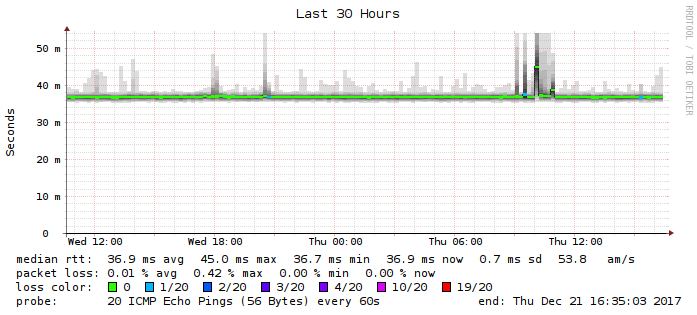 Last 30 Hours
RRDTOOL / TOBI OETIKER
Seconds
50 m
40 m
30 m
20 m
10 m
0
Wed 12:00 Wed 18:00 Thu 00:00 Thu 06:00 Thu 12:00
median rtt: 36.9 ms avg 45.0 ms max 36.7 ms min 36.9 ms now 0.7 ms sd 53.8 am/s
packet loss: 0.01 % avg 0.42 % max 0.00 % min 0.00 % now
loss color: 0 1/20 2/20 3/20 4/20 10/20 19/20
probe: 20 ICMP Echo Pings (56 Bytes) every 60s end: Thu Dec 21 16:35:03 2017